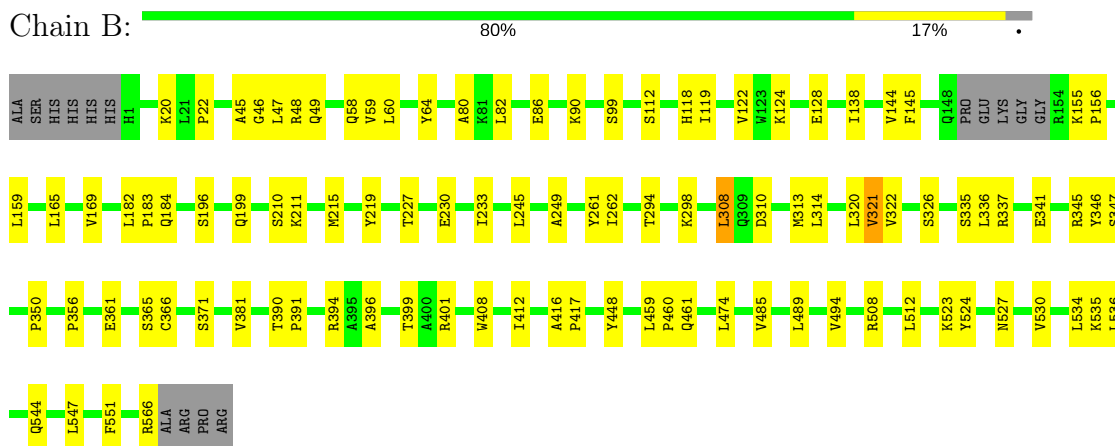 Chain B:
80% 17% •
ALA SER HIS HIS HIS HIS HIS H1 K20 L21 P22 A45 G46 L47 R48 Q49 Q58 V59 L60 Y64 A80 K81 L82 E86 K90 S99 S112 H118 I119 V122 W123 K124 E128 I138 V144 F145 Q148 PRO GLU LYS GLY GLY R154 K155 P156
L159 L165 V169 L182 P183 Q184 S196 Q199 S210 K211 M215 Y219 T227 E230 I233 L245 A249 Y261 I262 T294 K298 L308 Q309 D310 M313 L314 L320 V321 V322 S326 S335 L336 R337 E341 R345 Y346 S347
P350 P356 E361 S365 C366 S371 V381 T390 P391 R394 A395 A396 T399 A400 R401 W408 I412 A416 P417 Y448 L459 P460 Q461 L474 V485 L489 V494 R508 L512 K523 Y524 N527 V530 L534 K535 L536
Q544 L547 F551 R566 ALA ARG PRO ARG